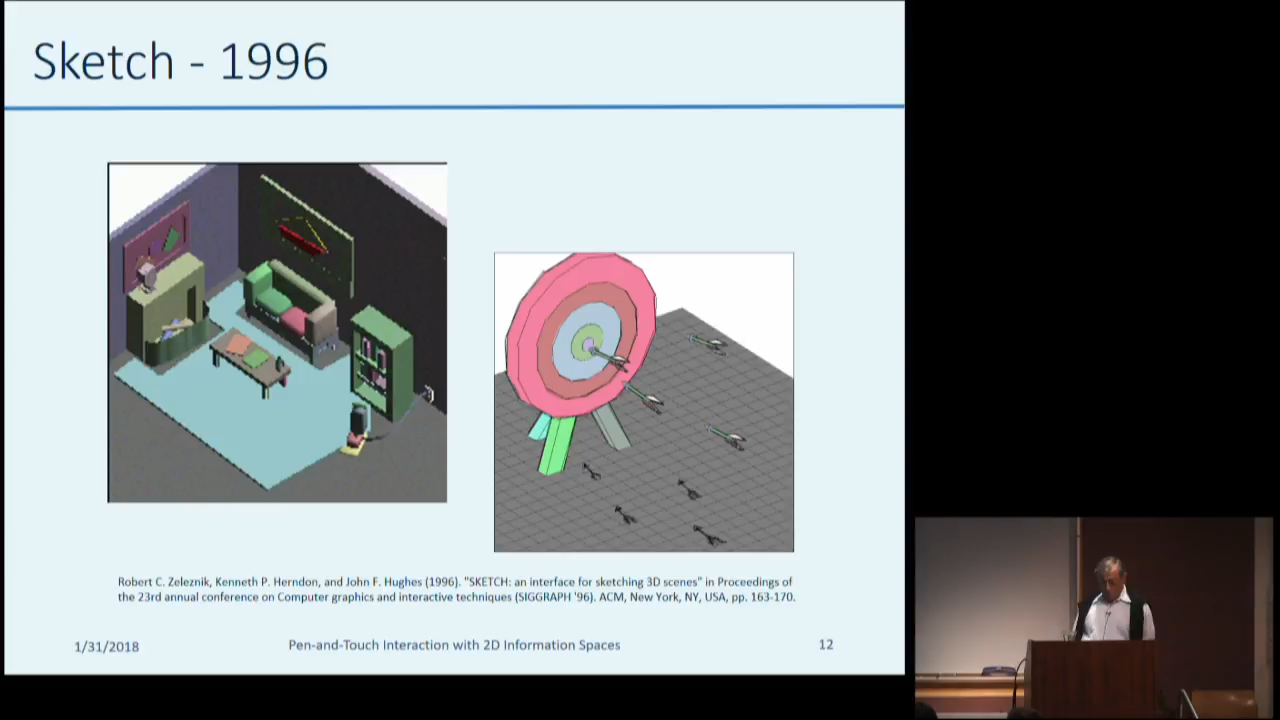 Sketch - 1996
Robert C. Zeleznik, Kenneth P. Herndon, and John F. Hughes (1996). "SKETCH: an interface for sketching 3D scenes" in Proceedings of
the 23rd annual conference on Computer graphics and interactive techniques (SIGGRAPH '96). ACM, New York, NY, USA, pp. 163-170.
1/31/2018
Pen-and-Touch Interaction with 2D Information Spaces
12